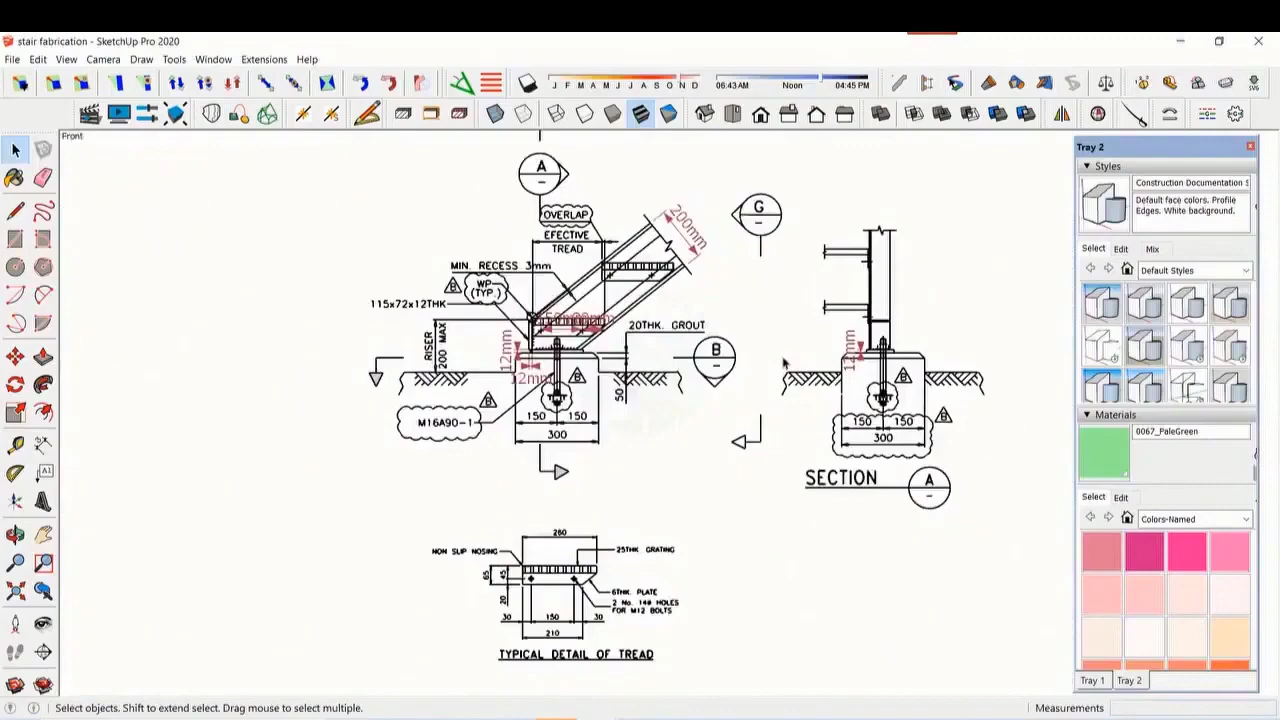 stair fabrication - SketchUp Pro 2020
File Edit View Camera Draw Tools Window Extensions Help
J F M A M J J A S O N D
06:43 AM Noon 04:45 PM
SVG
Front
Tray 2
Styles
Construction Documentation S
Default face colors. Profile
Edges. White background.
Select Edit Mix
Default Styles
Materials
0067_PaleGreen
Select Edit
Colors-Named
Tray 1 Tray 2
A
G
OVERLAP
EFECTIVE
TREAD
200mm
MIN. RECESS 3mm
B
WP
(TYP.)
115x72x12THK
20THK. GROUT
RISER
200 MAX
12mm
12mm
B
B
50
B
M16A90-1
150 150
300
12mm
B
B
150 150
300
SECTION A
260
NON SLIP NOSING
25THK GRATING
65 45
20
6THK. PLATE
2 No. 14Φ HOLES
FOR M12 BOLTS
30 150 30
210
TYPICAL DETAIL OF TREAD
Select objects. Shift to extend select. Drag mouse to select multiple.
Measurements